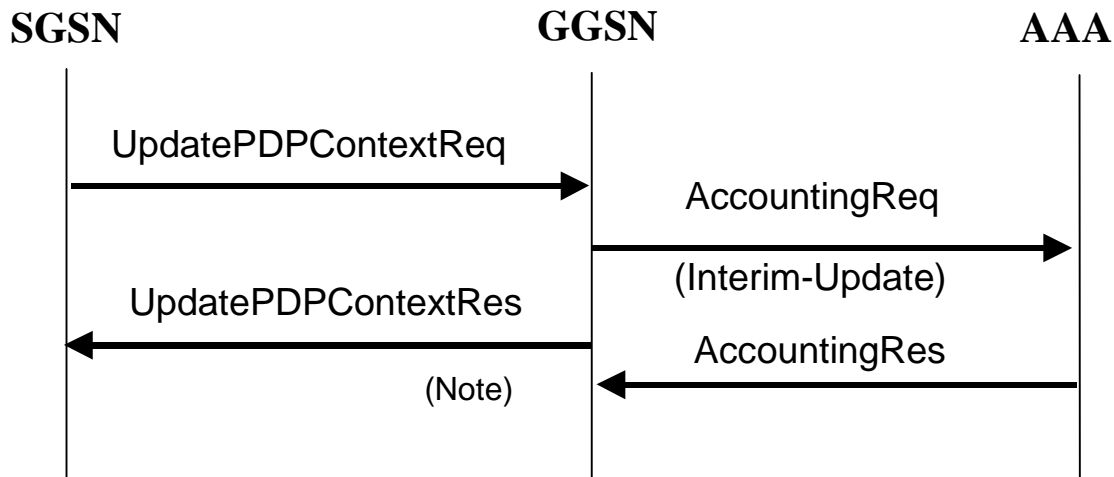 SGSN GGSN AAA
UpdatePDPContextReq
AccountingReq
(Interim-Update)
UpdatePDPContextRes
AccountingRes
(Note)